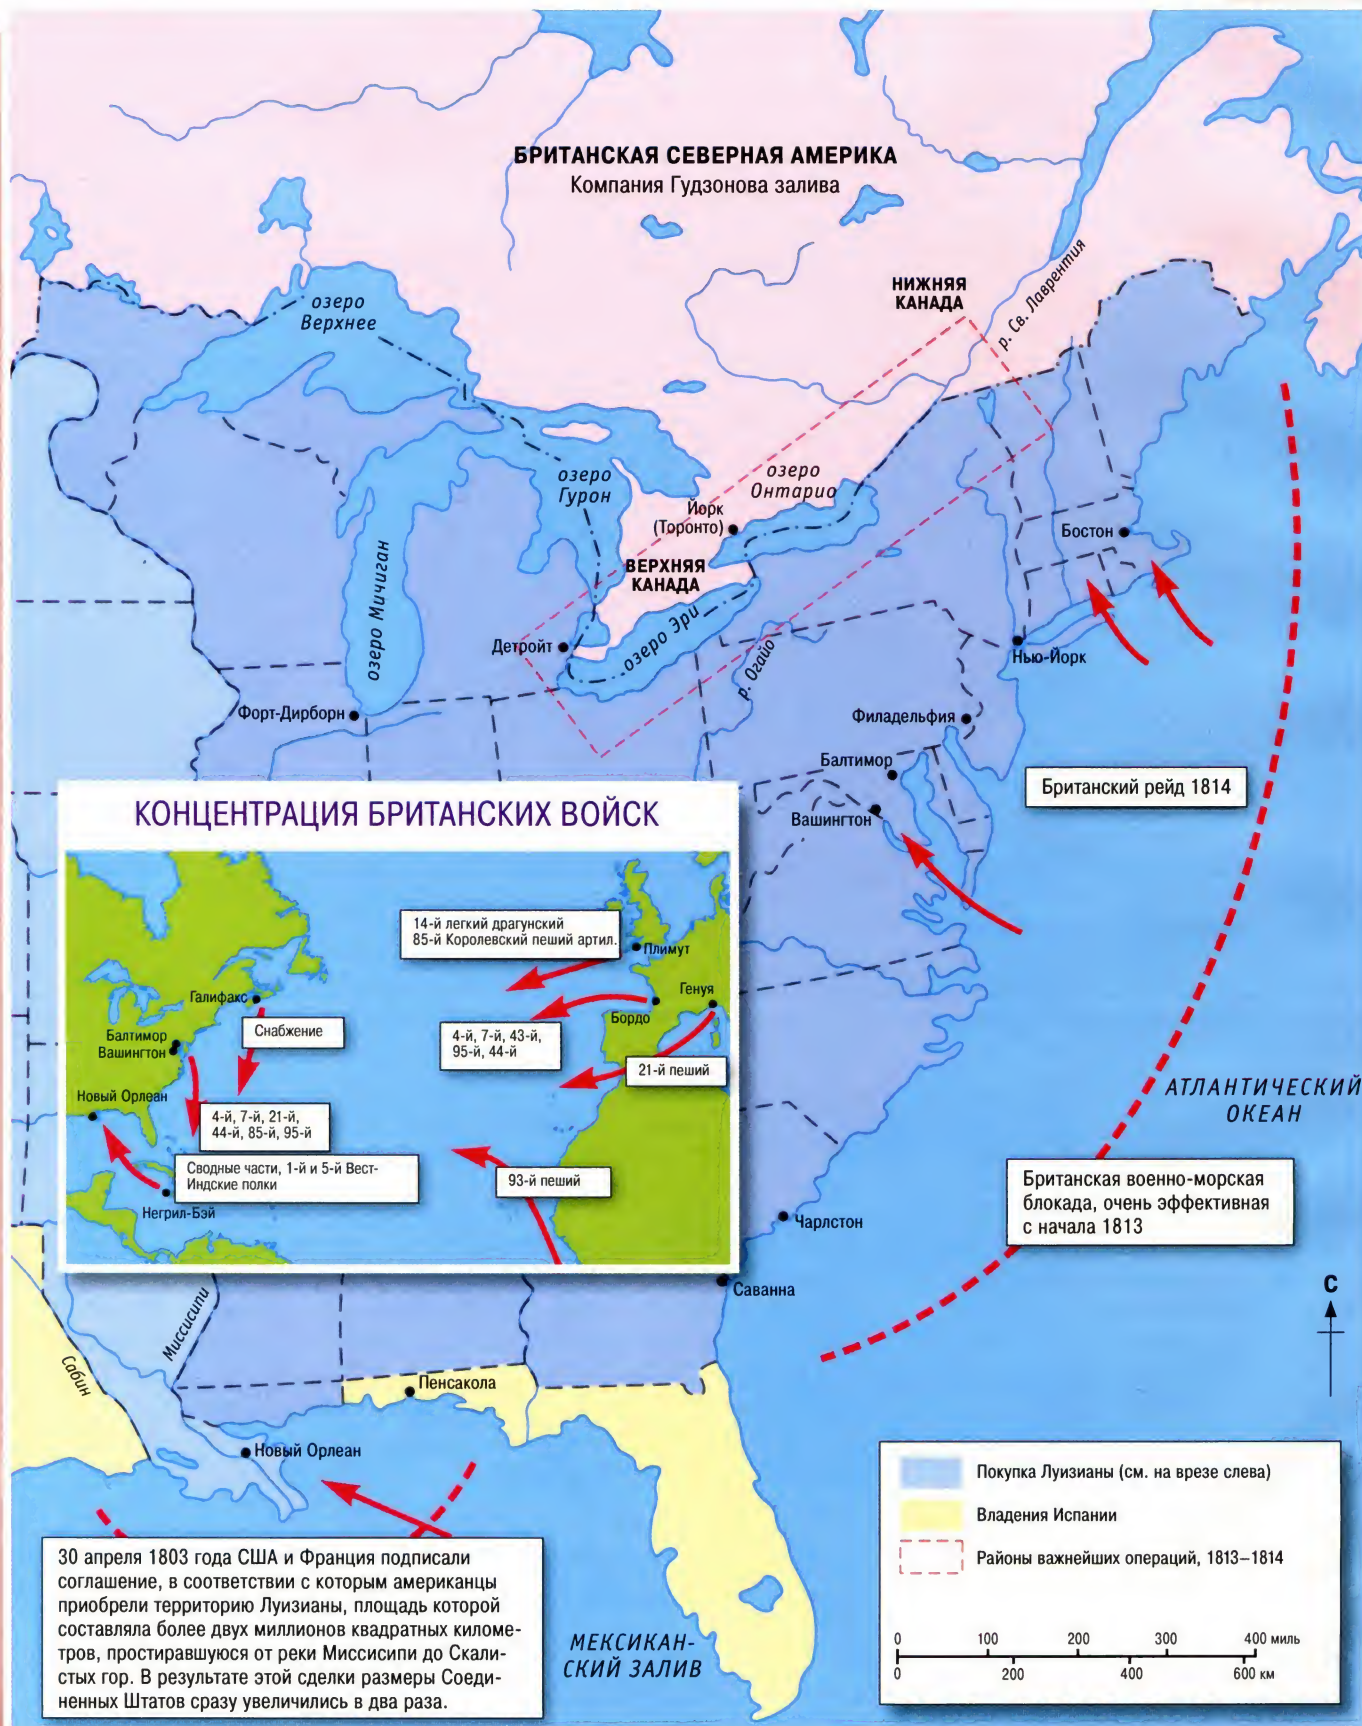 БРИТАНСКАЯ СЕВЕРНАЯ АМЕРИКА
Компания Гудзонова залива
НИЖНЯЯ
КАНАДА
р. Св. Лаврентия
озеро
Верхнее
озеро
Гурон
озеро
Онтарио
Йорк
(Торонто)
ВЕРХНЯЯ
КАНАДА
Бостон
озеро Мичиган
озеро Эри
Детройт
р. Огайо
Нью-Йорк
Форт-Дирборн
Филадельфия
Балтимор
Вашингтон
Британский рейд 1814
КОНЦЕНТРАЦИЯ БРИТАНСКИХ ВОЙСК
14-й легкий драгунский
85-й Королевский пеший артил.
Плимут
Галифакс
Генуя
Бордо
Снабжение
4-й, 7-й, 43-й,
95-й, 44-й
Балтимор
Вашингтон
21-й пеший
Новый Орлеан
4-й, 7-й, 21-й,
44-й, 85-й, 95-й
Сводные части, 1-й и 5-й Вест-
Индские полки
93-й пеший
Негрил-Бэй
АТЛАНТИЧЕСКИЙ
ОКЕАН
Британская военно-морская
блокада, очень эффективная
с начала 1813
Чарлстон
Саванна
С
Миссисипи
Сабин
Пенсакола
Новый Орлеан
30 апреля 1803 года США и Франция подписали
соглашение, в соответствии с которым американцы
приобрели территорию Луизианы, площадь которой
составляла более двух миллионов квадратных киломе-
тров, простиравшуюся от реки Миссисипи до Скали-
стых гор. В результате этой сделки размеры Соеди-
ненных Штатов сразу увеличились в два раза.
МЕКСИКАН-
СКИЙ ЗАЛИВ
Покупка Луизианы (см. на врезе слева)
Владения Испании
Районы важнейших операций, 1813–1814
0 100 200 300 400 миль
0 200 400 600 км